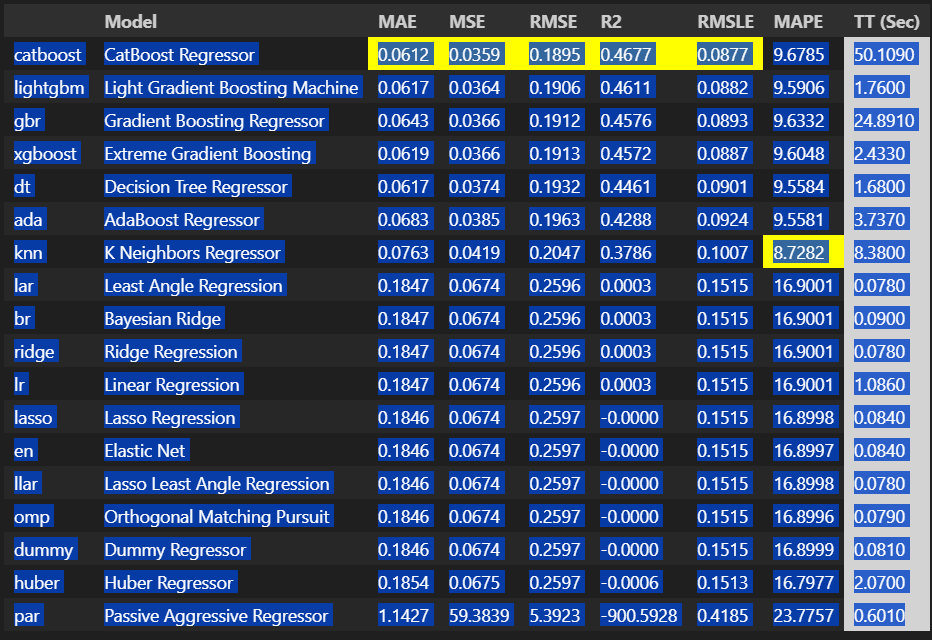 Model MAE MSE RMSE R2 RMSLE MAPE TT (Sec)
catboost CatBoost Regressor 0.0612 0.0359 0.1895 0.4677 0.0877 9.6785 50.1090
lightgbm Light Gradient Boosting Machine 0.0617 0.0364 0.1906 0.4611 0.0882 9.5906 1.7600
gbr Gradient Boosting Regressor 0.0643 0.0366 0.1912 0.4576 0.0893 9.6332 24.8910
xgboost Extreme Gradient Boosting 0.0619 0.0366 0.1913 0.4572 0.0887 9.6048 2.4330
dt Decision Tree Regressor 0.0617 0.0374 0.1932 0.4461 0.0901 9.5584 1.6800
ada AdaBoost Regressor 0.0683 0.0385 0.1963 0.4288 0.0924 9.5581 3.7370
knn K Neighbors Regressor 0.0763 0.0419 0.2047 0.3786 0.1007 8.7282 8.3800
lar Least Angle Regression 0.1847 0.0674 0.2596 0.0003 0.1515 16.9001 0.0780
br Bayesian Ridge 0.1847 0.0674 0.2596 0.0003 0.1515 16.9001 0.0900
ridge Ridge Regression 0.1847 0.0674 0.2596 0.0003 0.1515 16.9001 0.0780
lr Linear Regression 0.1847 0.0674 0.2596 0.0003 0.1515 16.9001 1.0860
lasso Lasso Regression 0.1846 0.0674 0.2597 -0.0000 0.1515 16.8998 0.0840
en Elastic Net 0.1846 0.0674 0.2597 -0.0000 0.1515 16.8997 0.0840
llar Lasso Least Angle Regression 0.1846 0.0674 0.2597 -0.0000 0.1515 16.8998 0.0780
omp Orthogonal Matching Pursuit 0.1846 0.0674 0.2597 -0.0000 0.1515 16.8996 0.0790
dummy Dummy Regressor 0.1846 0.0674 0.2597 -0.0000 0.1515 16.8999 0.0810
huber Huber Regressor 0.1854 0.0675 0.2597 -0.0006 0.1513 16.7977 2.0700
par Passive Aggressive Regressor 1.1427 59.3839 5.3923 -900.5928 0.4185 23.7757 0.6010